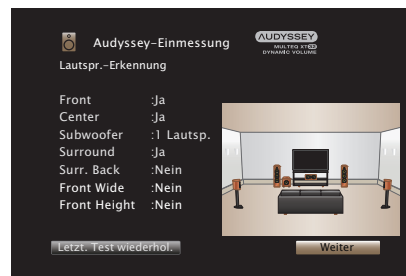 Audyssey-Einmessung
AUDYSSEY
MULTEQ XT32
DYNAMIC VOLUME
Lautspr.-Erkennung
Front :Ja
Center :Ja
Subwoofer :1 Lautsp.
Surround :Ja
Surr. Back :Nein
Front Wide :Nein
Front Height :Nein
Letzt. Test wiederhol.
Weiter